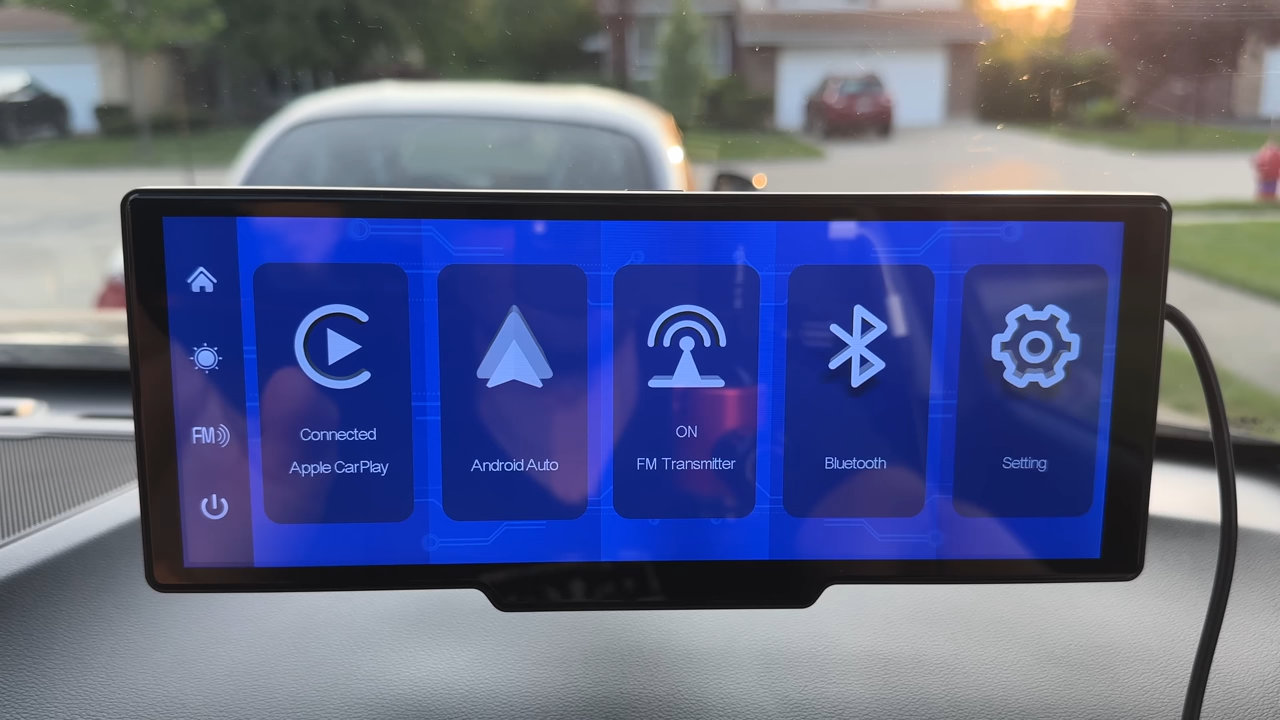 FM
Connected
Apple CarPlay
Android Auto
ON
FM Transmitter
Bluetooth
Setting